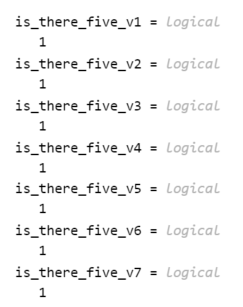 is_there_five_v1 = logical
1
is_there_five_v2 = logical
1
is_there_five_v3 = logical
1
is_there_five_v4 = logical
1
is_there_five_v5 = logical
1
is_there_five_v6 = logical
1
is_there_five_v7 = logical
1